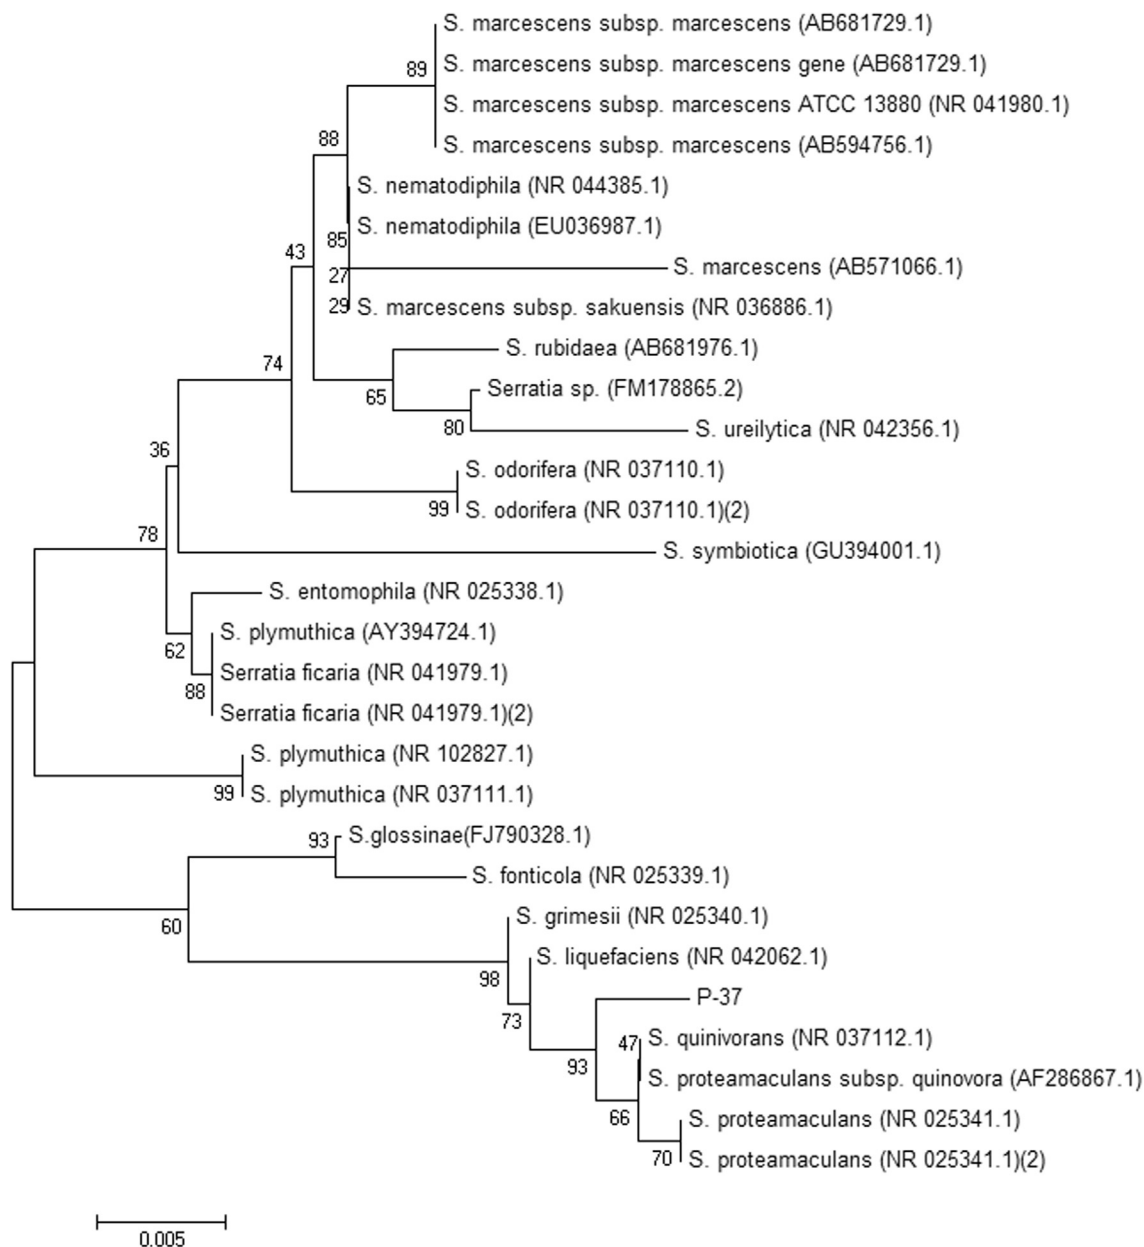 S. marcescens subsp. marcescens (AB681729.1)
S. marcescens subsp. marcescens gene (AB681729.1)
89
S. marcescens subsp. marcescens ATCC 13880 (NR 041980.1)
S. marcescens subsp. marcescens (AB594756.1)
88
S. nematodiphila (NR 044385.1)
S. nematodiphila (EU036987.1)
85
43
S. marcescens (AB571066.1)
27
29
S. marcescens subsp. sakuensis (NR 036886.1)
S. rubidaea (AB681976.1)
74
65
Serratia sp. (FM178865.2)
80
S. ureilytica (NR 042356.1)
36
S. odorifera (NR 037110.1)
99
S. odorifera (NR 037110.1)(2)
78
S. symbiotica (GU394001.1)
S. entomophila (NR 025338.1)
S. plymuthica (AY394724.1)
62
Serratia ficaria (NR 041979.1)
88
Serratia ficaria (NR 041979.1)(2)
S. plymuthica (NR 102827.1)
99
S. plymuthica (NR 037111.1)
93
S.glossinae(FJ790328.1)
S. fonticola (NR 025339.1)
60
S. grimesii (NR 025340.1)
S. liquefaciens (NR 042062.1)
98
P-37
73
47
S. quinivorans (NR 037112.1)
93
S. proteamaculans subsp. quinovora (AF286867.1)
66
S. proteamaculans (NR 025341.1)
70
S. proteamaculans (NR 025341.1)(2)
0.005